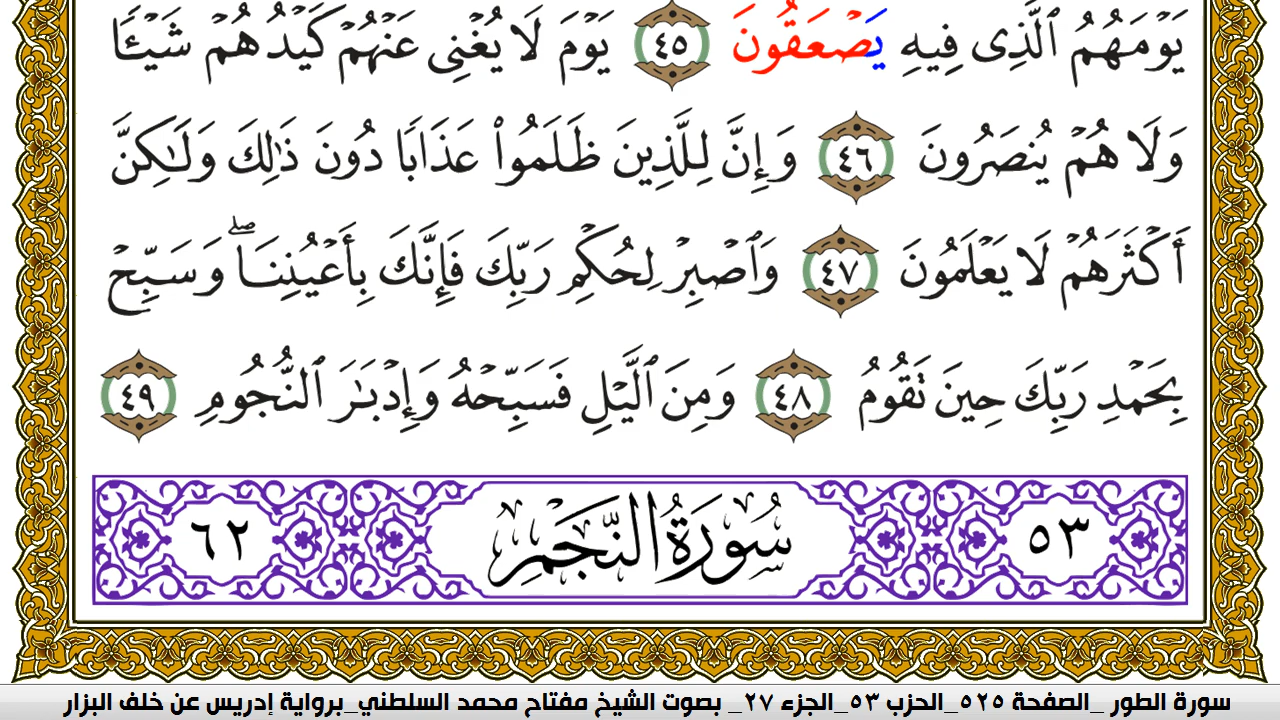 يَوْمَهُمُ ٱلَّذِى فِيهِ يَصْعَقُونَ ٤٥ يَوْمَ لَا يُغْنِى عَنْهُمْ كَيْدُهُمْ شَيْـًٔا
وَلَا هُمْ يُنصَرُونَ ٤٦ وَإِنَّ لِلَّذِينَ ظَلَمُوا۟ عَذَابًا دُونَ ذَٰلِكَ وَلَـٰكِنَّ
أَكْثَرَهُمْ لَا يَعْلَمُونَ ٤٧ وَٱصْبِرْ لِحُكْمِ رَبِّكَ فَإِنَّكَ بِأَعْيُنِنَا ۖ وَسَبِّحْ
بِحَمْدِ رَبِّكَ حِينَ تَقُومُ ٤٨ وَمِنَ ٱلَّيْلِ فَسَبِّحْهُ وَإِدْبَـٰرَ ٱلنُّجُومِ ٤٩
٥٣ سُورَةُ النَّجْمِ ٦٢
سورة الطور _الصفحة ٥٢٥_الحزب ٥٣_الجزء ٢٧_ بصوت الشيخ مفتاح محمد السلطني_برواية إدريس عن خلف البزار